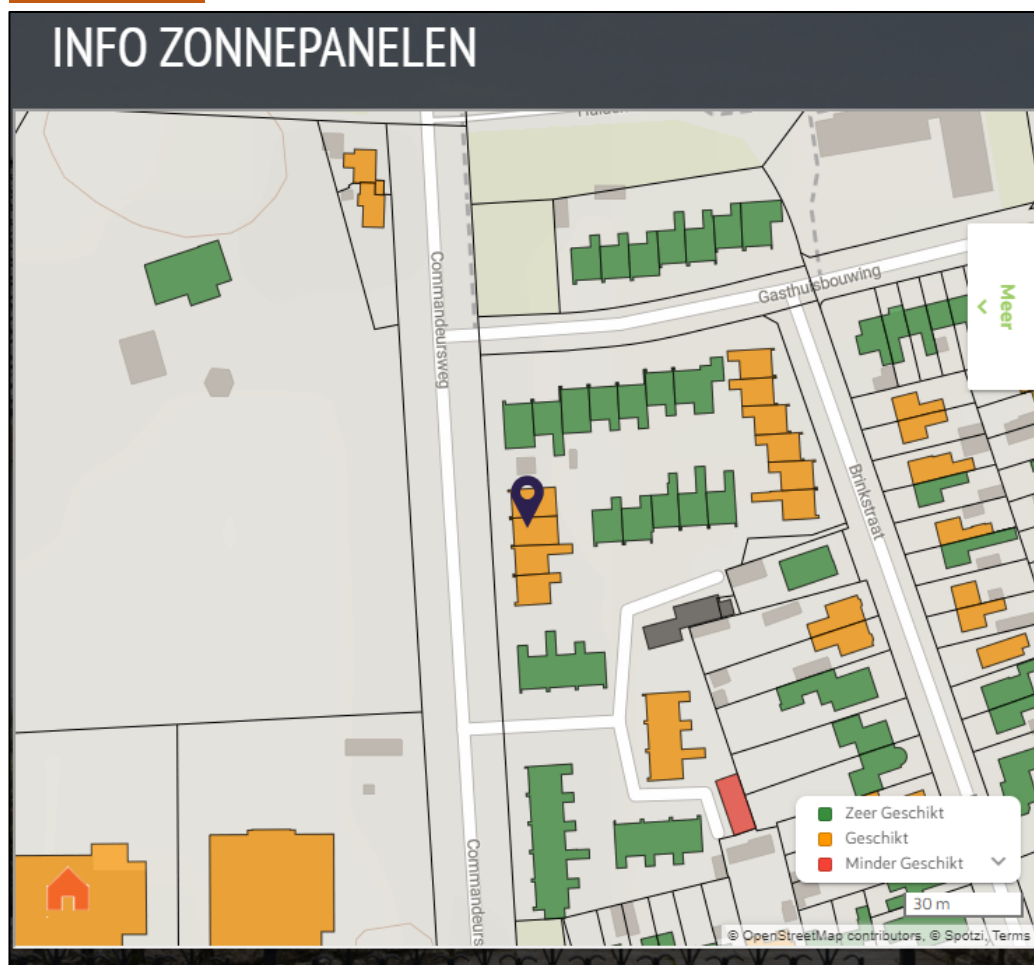 INFO ZONNEPANELEN
Commandeursweg
Gasthuisbouwing
Meer
Brinkstraat
Zeer Geschikt
Geschikt
Minder Geschikt
Commandeurs
30 m
© OpenStreetMap contributors, © Spotzi, Terms